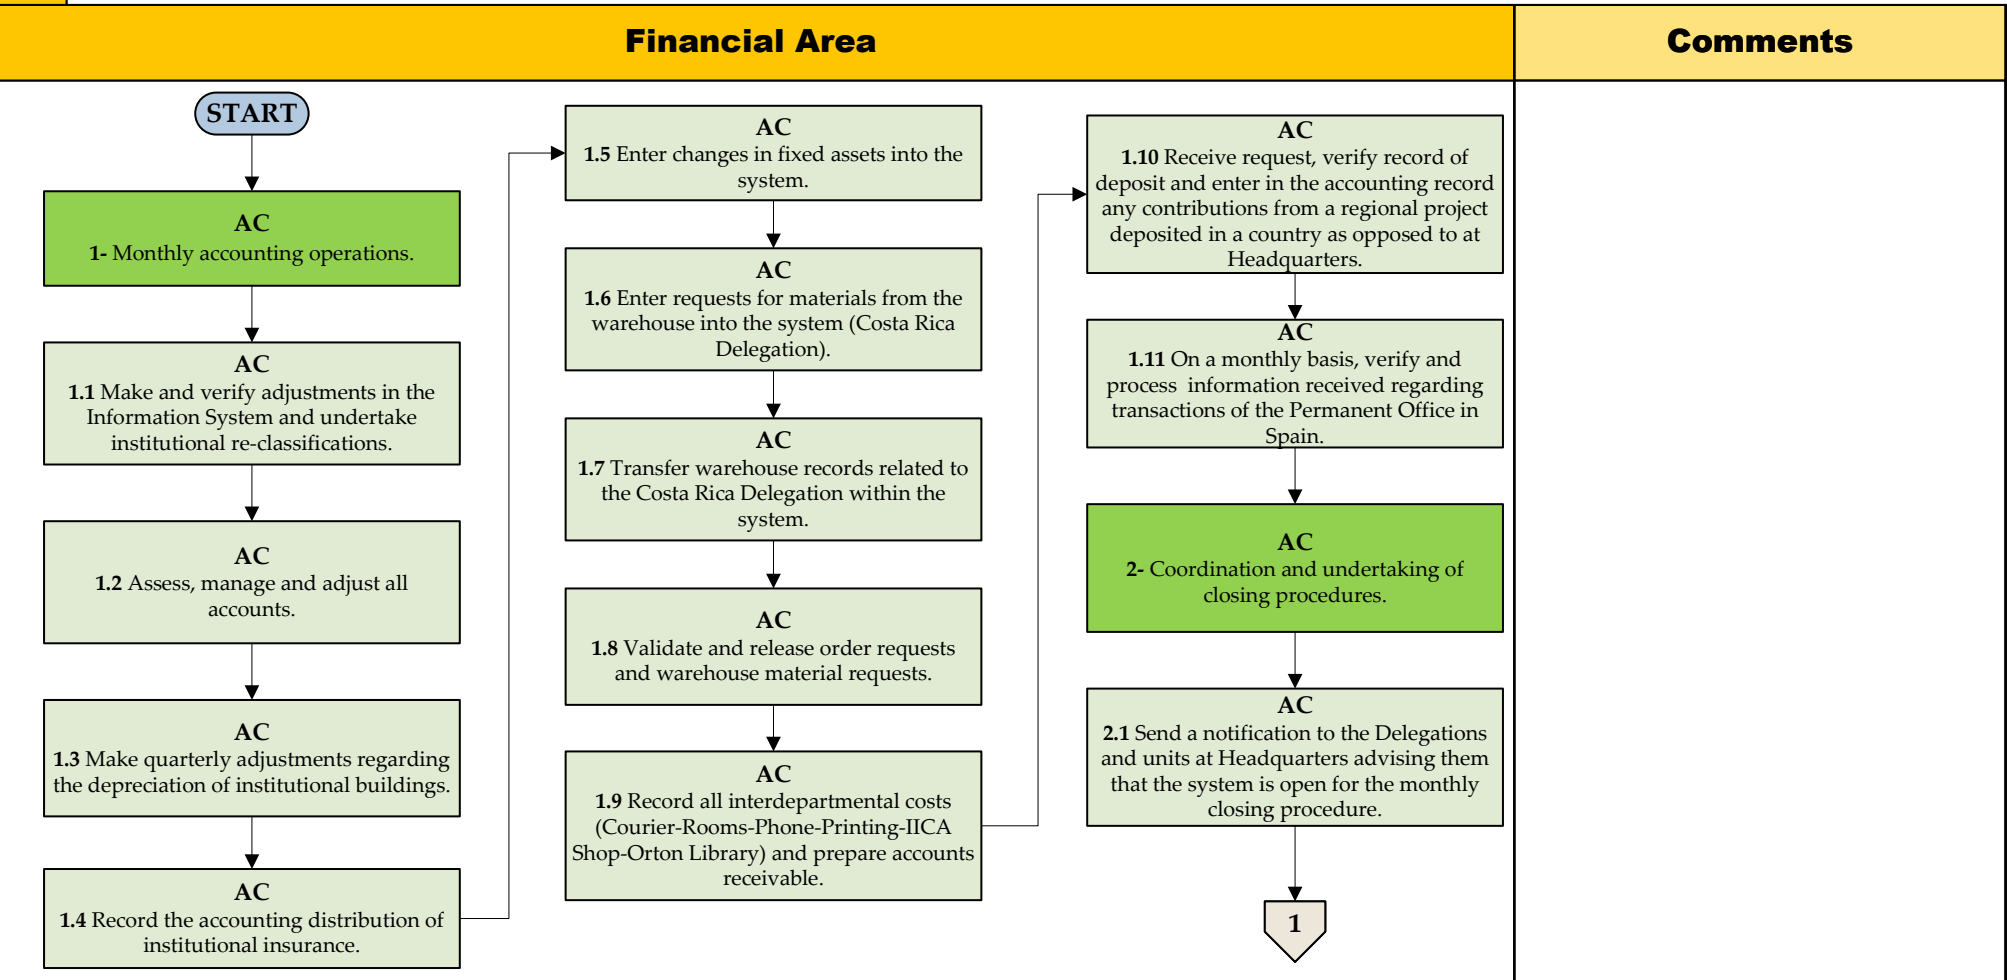 Financial Area
Comments
START
AC
1- Monthly accounting operations.
AC
1.1 Make and verify adjustments in the
Information System and undertake
institutional re-classifications.
AC
1.2 Assess, manage and adjust all
accounts.
AC
1.3 Make quarterly adjustments regarding
the depreciation of institutional buildings.
AC
1.4 Record the accounting distribution of
institutional insurance.
AC
1.5 Enter changes in fixed assets into the
system.
AC
1.6 Enter requests for materials from the
warehouse into the system (Costa Rica
Delegation).
AC
1.7 Transfer warehouse records related to
the Costa Rica Delegation within the
system.
AC
1.8 Validate and release order requests
and warehouse material requests.
AC
1.9 Record all interdepartmental costs
(Courier-Rooms-Phone-Printing-IICA
Shop-Orton Library) and prepare accounts
receivable.
AC
1.10 Receive request, verify record of
deposit and enter in the accounting record
any contributions from a regional project
deposited in a country as opposed to at
Headquarters.
AC
1.11 On a monthly basis, verify and
process  information received regarding
transactions of the Permanent Office in
Spain.
AC
2- Coordination and undertaking of
closing procedures.
AC
2.1 Send a notification to the Delegations
and units at Headquarters advising them
that the system is open for the monthly
closing procedure.
1